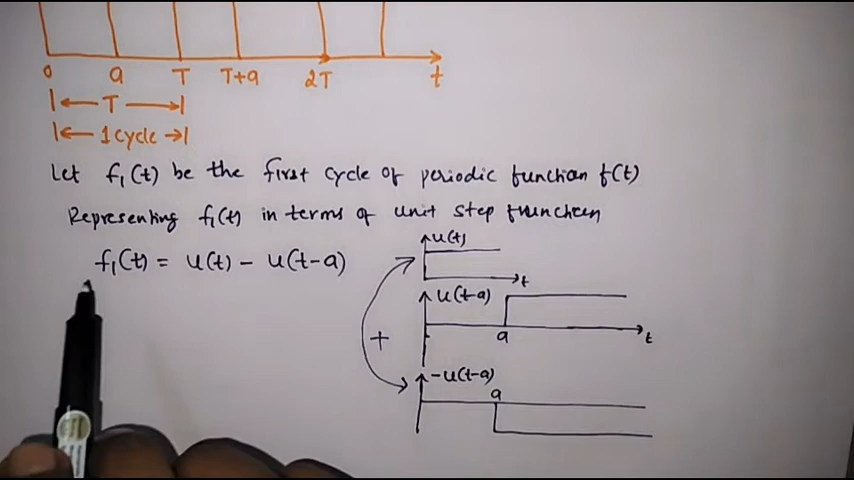 0 a T T+a 2T t
T
1 cycle
Let f₁(t) be the first cycle of periodic function f(t)
Representing f₁(t) in terms of unit step function
f₁(t) = u(t) - u(t-a)
u(t)
t
u(t-a)
a
t
+
-u(t-a)
a